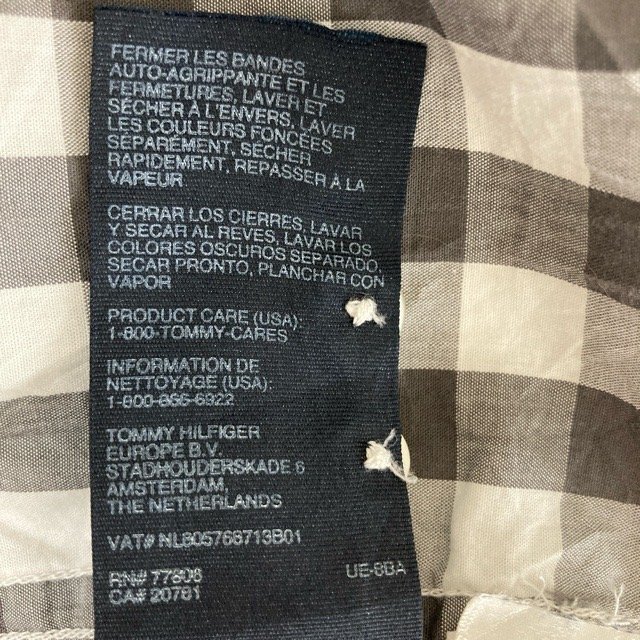 FERMER LES BANDES
AUTO-AGRIPPANTE ET LES
FERMETURES, LAVER ET
SÉCHER À L'ENVERS, LAVER
LES COULEURS FONCÉES
SÉPARÉMENT, SÉCHER
RAPIDEMENT, REPASSER À LA
VAPEUR
CERRAR LOS CIERRES, LAVAR
Y SECAR AL REVES, LAVAR LOS
COLORES OSCUROS SEPARADO,
SECAR PRONTO, PLANCHAR CON
VAPOR
PRODUCT CARE (USA):
1-800-TOMMY-CARES
INFORMATION DE
NETTOYAGE (USA):
1-800-866-6922
TOMMY HILFIGER
EUROPE B.V.
STADHOUDERSKADE 6
AMSTERDAM,
THE NETHERLANDS
VAT# NL805768713B01
RN# 77806 UE-8BA
CA# 20781